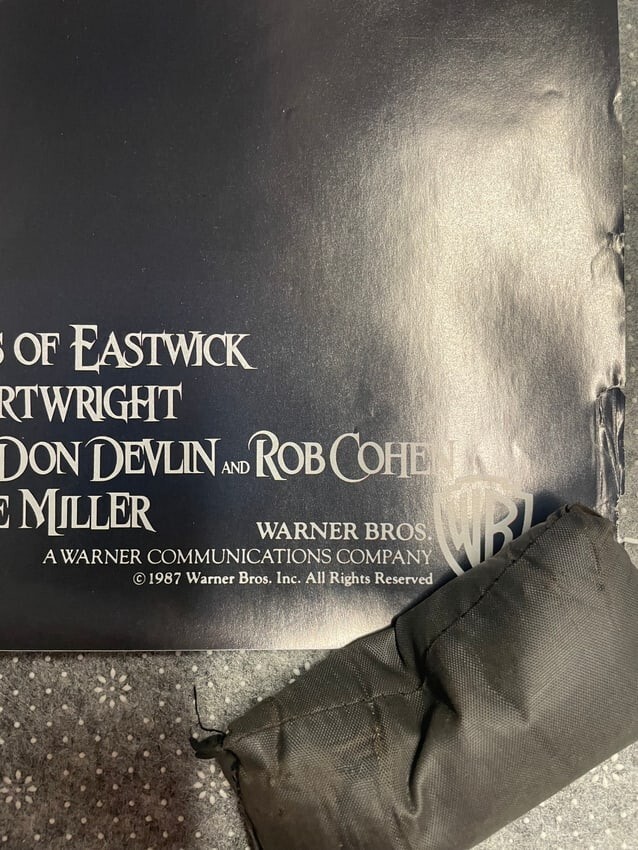 S OF EASTWICK
RTWRIGHT
DON DEVLIN AND ROB COHEN
E MILLER
WARNER BROS.
A WARNER COMMUNICATIONS COMPANY
© 1987 Warner Bros. Inc. All Rights Reserved
WB